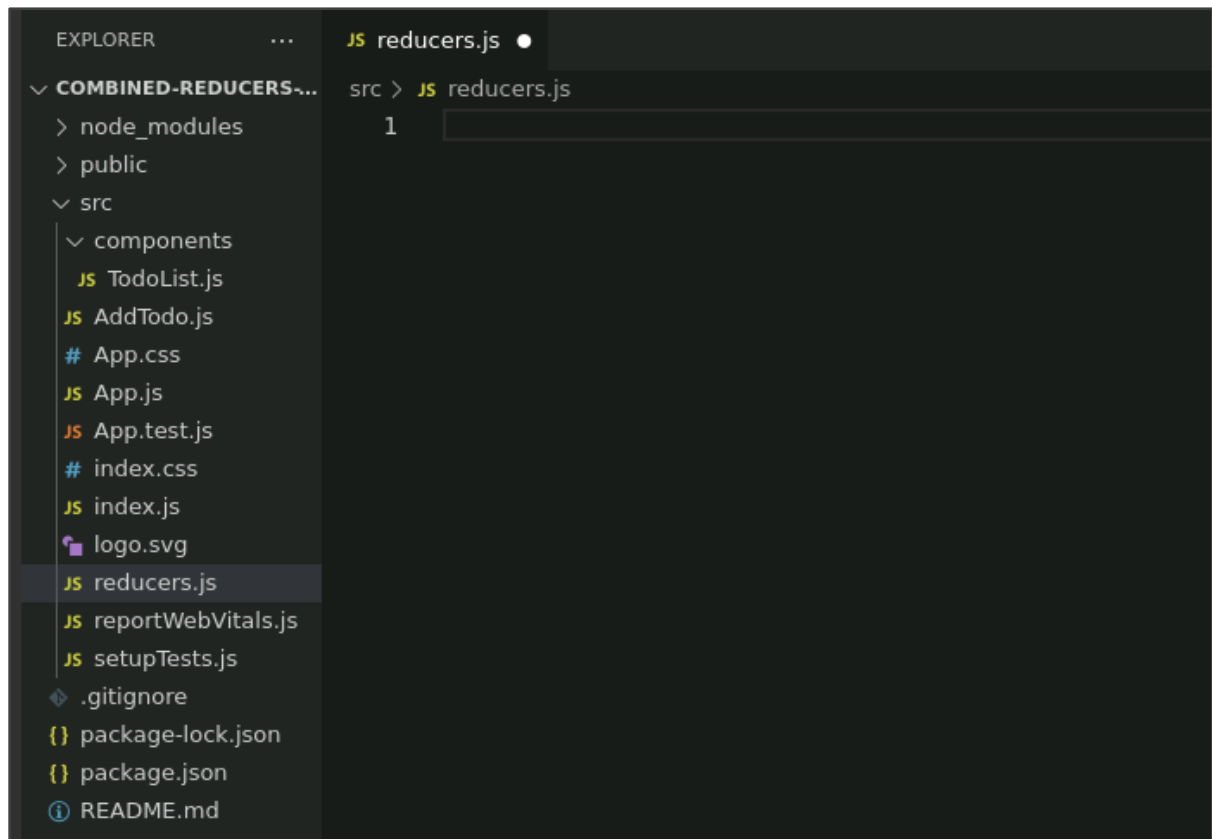 EXPLORER ... JS reducers.js
COMBINED-REDUCERS-... src > JS reducers.js
> node_modules 1
> public
src
components
JS TodoList.js
JS AddTodo.js
# App.css
JS App.js
JS App.test.js
# index.css
JS index.js
logo.svg
JS reducers.js
JS reportWebVitals.js
JS setupTests.js
.gitignore
{} package-lock.json
{} package.json
README.md